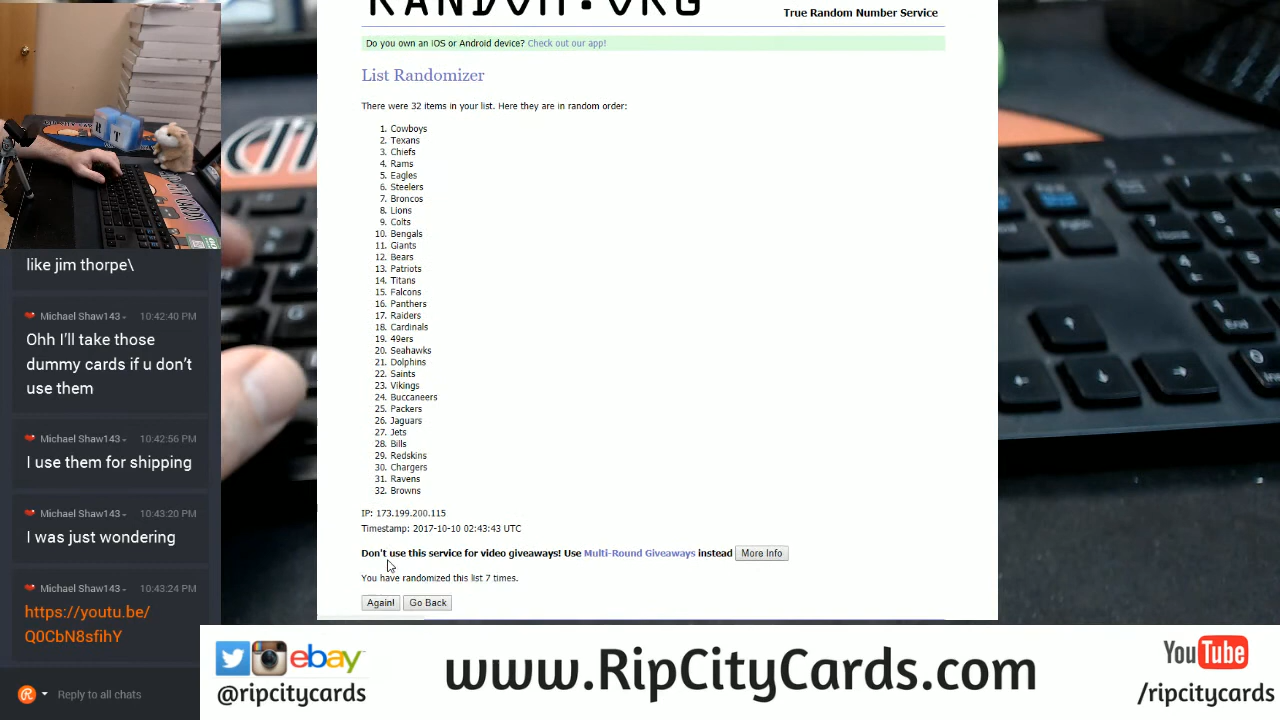 RANDOM.ORG
True Random Number Service
Do you own an iOS or Android device? Check out our app!
List Randomizer
There were 32 items in your list. Here they are in random order:
1. Cowboys
2. Texans
3. Chiefs
4. Rams
5. Eagles
6. Steelers
7. Broncos
8. Lions
9. Colts
10. Bengals
11. Giants
12. Bears
13. Patriots
14. Titans
15. Falcons
16. Panthers
17. Raiders
18. Cardinals
19. 49ers
20. Seahawks
21. Dolphins
22. Saints
23. Vikings
24. Buccaneers
25. Packers
26. Jaguars
27. Jets
28. Bills
29. Redskins
30. Chargers
31. Ravens
32. Browns
IP: 173.199.200.115
Timestamp: 2017-10-10 02:43:43 UTC
Don't use this service for video giveaways! Use Multi-Round Giveaways instead More Info
You have randomized this list 7 times.
Again! Go Back
like jim thorpe\
Michael Shaw143 10:42:40 PM
Ohh I'll take those
dummy cards if u don't
use them
Michael Shaw143 10:42:56 PM
I use them for shipping
Michael Shaw143 10:43:20 PM
I was just wondering
Michael Shaw143 10:43:24 PM
https://youtu.be/
Q0CbN8sfihY
Reply to all chats
ebay
@ripcitycards
www.RipCityCards.com
YouTube
/ripcitycards